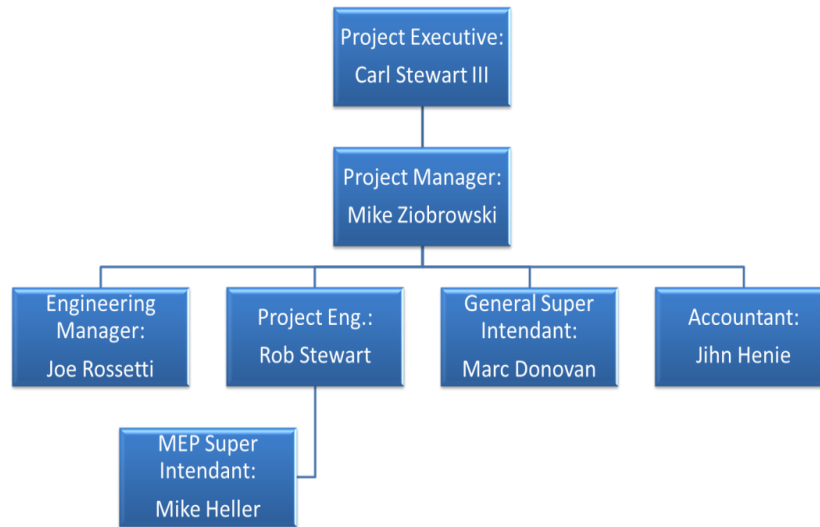 Project Executive:
Carl Stewart III
Project Manager:
Mike Ziobrowski
Engineering
Manager:
Joe Rossetti
Project Eng.:
Rob Stewart
General Super
Intendant:
Marc Donovan
Accountant:
Jihn Henie
MEP Super
Intendant:
Mike Heller